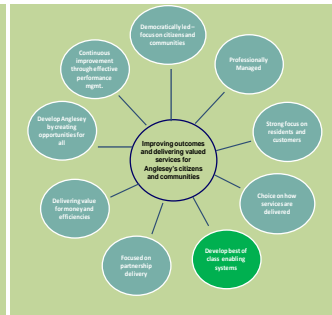 Democratically led –
focus on citizens and
communities
Professionally
Managed
Strong focus on
residents and
customers
Choice on how
services are
delivered
Develop best of
class enabling
systems
Focused on
partnership
delivery
Delivering value
for money and
efficiencies
Develop Anglesey
by creating
opportunities for
all
Continuous
improvement
through effective
performance
mgmt.
Improving outcomes
and delivering valued
services for
Anglesey's citizens
and communities